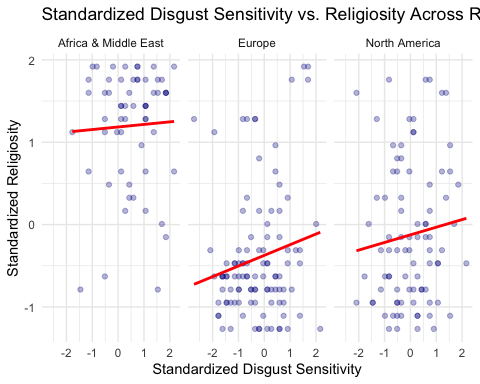 Standardized Disgust Sensitivity vs. Religiosity Across R
Africa & Middle East Europe North America
Standardized Religiosity
2
1
0
-1
-2 -1 0 1 2 -2 -1 0 1 2 -2 -1 0 1 2
Standardized Disgust Sensitivity